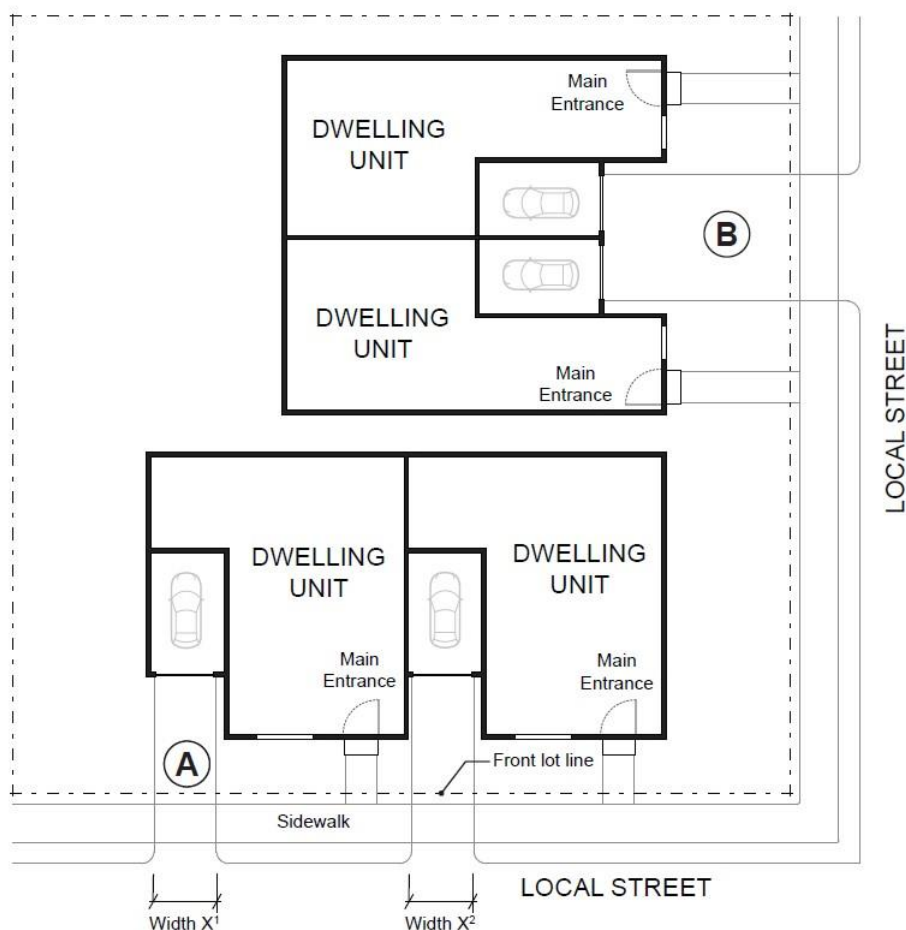 Main
Entrance
DWELLING
UNIT
B
DWELLING
UNIT
Main
Entrance
LOCAL STREET
DWELLING
UNIT
DWELLING
UNIT
Main
Entrance
Main
Entrance
A
Front lot line
Sidewalk
LOCAL STREET
Width X¹
Width X²